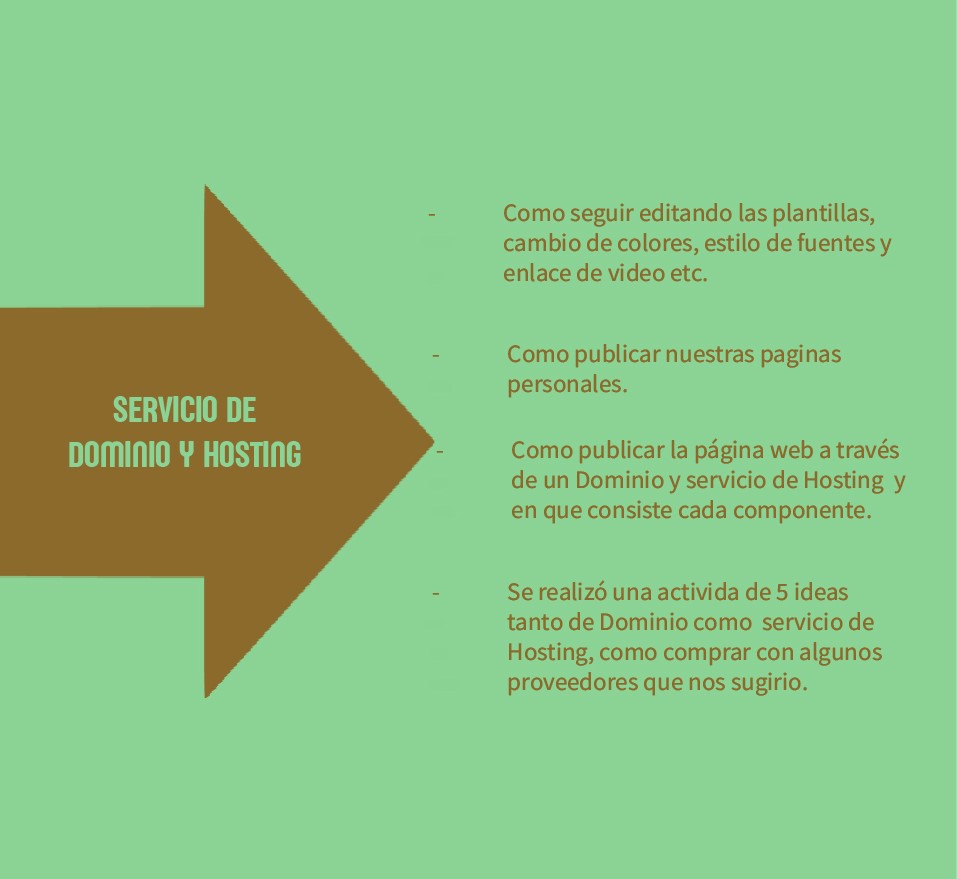 SERVICIO DE
DOMINIO Y HOSTING
- Como seguir editando las plantillas,
cambio de colores, estilo de fuentes y
enlace de video etc.
- Como publicar nuestras paginas
personales.
- Como publicar la página web a través
de un Dominio y servicio de Hosting y
en que consiste cada componente.
- Se realizó una activida de 5 ideas
tanto de Dominio como servicio de
Hosting, como comprar con algunos
proveedores que nos sugirio.